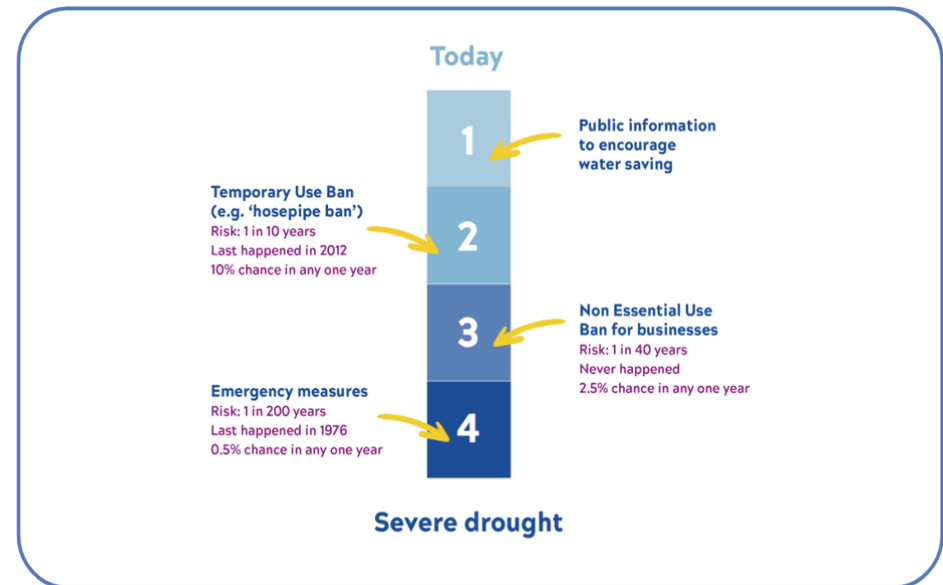 Today
1
Public information
to encourage
water saving
Temporary Use Ban
(e.g. ‘hosepipe ban’)
Risk: 1 in 10 years
Last happened in 2012
10% chance in any one year
2
Non Essential Use
Ban for businesses
Risk: 1 in 40 years
Never happened
2.5% chance in any one year
3
Emergency measures
Risk: 1 in 200 years
Last happened in 1976
0.5% chance in any one year
4
Severe drought